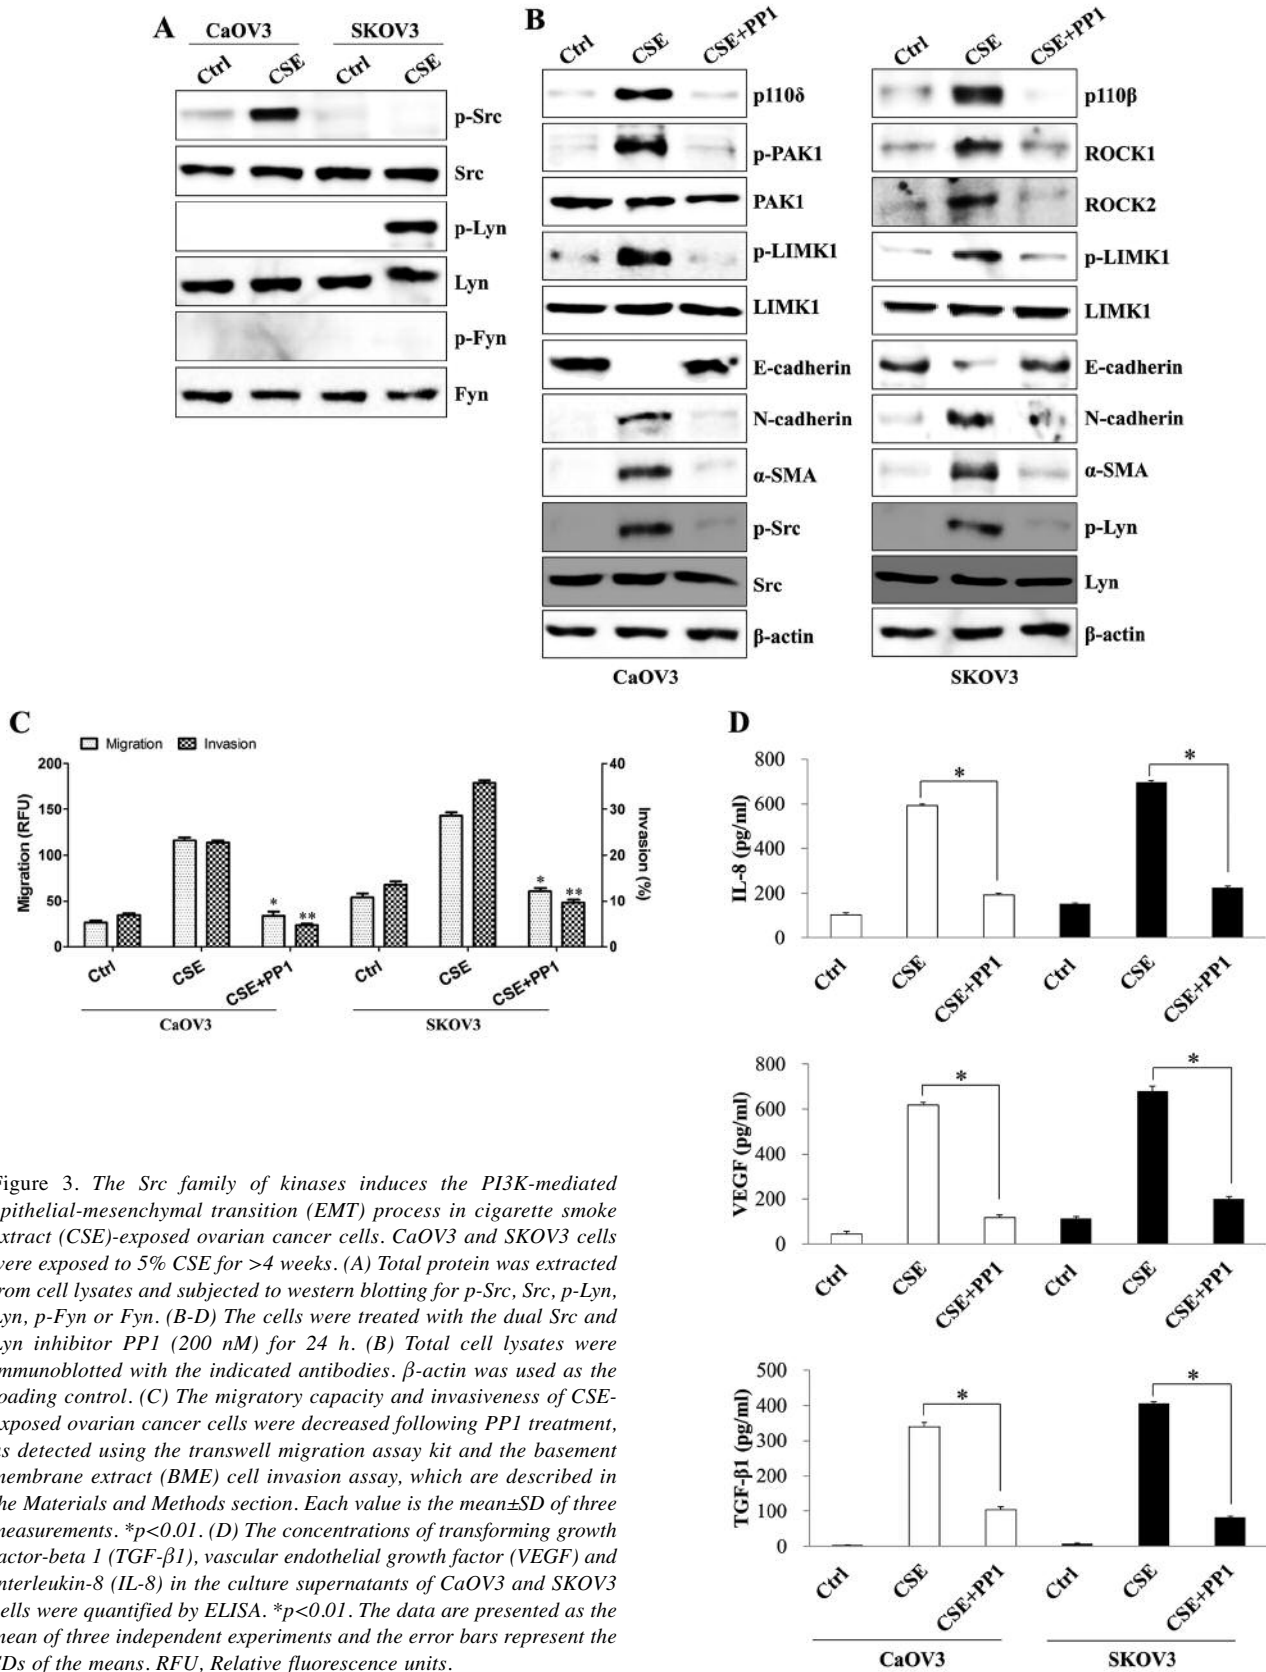 A
CaOV3 SKOV3
Ctrl CSE Ctrl CSE
p-Src
Src
p-Lyn
Lyn
p-Fyn
Fyn
B
Ctrl CSE CSE+PP1
p110δ
p-PAK1
PAK1
p-LIMK1
LIMK1
E-cadherin
N-cadherin
α-SMA
p-Src
Src
β-actin
CaOV3
p110β
ROCK1
ROCK2
p-LIMK1
LIMK1
E-cadherin
N-cadherin
α-SMA
p-Lyn
Lyn
β-actin
SKOV3
Ctrl CSE CSE+PP1
C
Migration Invasion
Migration (RFU)
200
150
100
50
0
Invasion (%)
40
30
20
10
0
* ** * **
Ctrl CSE CSE+PP1 Ctrl CSE CSE+PP1
CaOV3 SKOV3
D
IL-8 (pg/ml)
800
600
400
200
0
* *
Ctrl CSE CSE+PP1 Ctrl CSE CSE+PP1
VEGF (pg/ml)
800
600
400
200
0
* *
Ctrl CSE CSE+PP1 Ctrl CSE CSE+PP1
TGF-β1 (pg/ml)
500
400
300
200
100
0
* *
Ctrl CSE CSE+PP1 Ctrl CSE CSE+PP1
CaOV3 SKOV3
igure 3. The Src family of kinases induces the PI3K-mediated
pithelial-mesenchymal transition (EMT) process in cigarette smoke
xtract (CSE)-exposed ovarian cancer cells. CaOV3 and SKOV3 cells
vere exposed to 5% CSE for >4 weeks. (A) Total protein was extracted
rom cell lysates and subjected to western blotting for p-Src, Src, p-Lyn,
yn, p-Fyn or Fyn. (B-D) The cells were treated with the dual Src and
yn inhibitor PP1 (200 nM) for 24 h. (B) Total cell lysates were
mmunoblotted with the indicated antibodies. β-actin was used as the
oading control. (C) The migratory capacity and invasiveness of CSE-
xposed ovarian cancer cells were decreased following PP1 treatment,
s detected using the transwell migration assay kit and the basement
nembrane extract (BME) cell invasion assay, which are described in
he Materials and Methods section. Each value is the mean±SD of three
neasurements. *p<0.01. (D) The concentrations of transforming growth
actor-beta 1 (TGF-β1), vascular endothelial growth factor (VEGF) and
nterleukin-8 (IL-8) in the culture supernatants of CaOV3 and SKOV3
ells were quantified by ELISA. *p<0.01. The data are presented as the
nean of three independent experiments and the error bars represent the
Ds of the means. RFU, Relative fluorescence units.